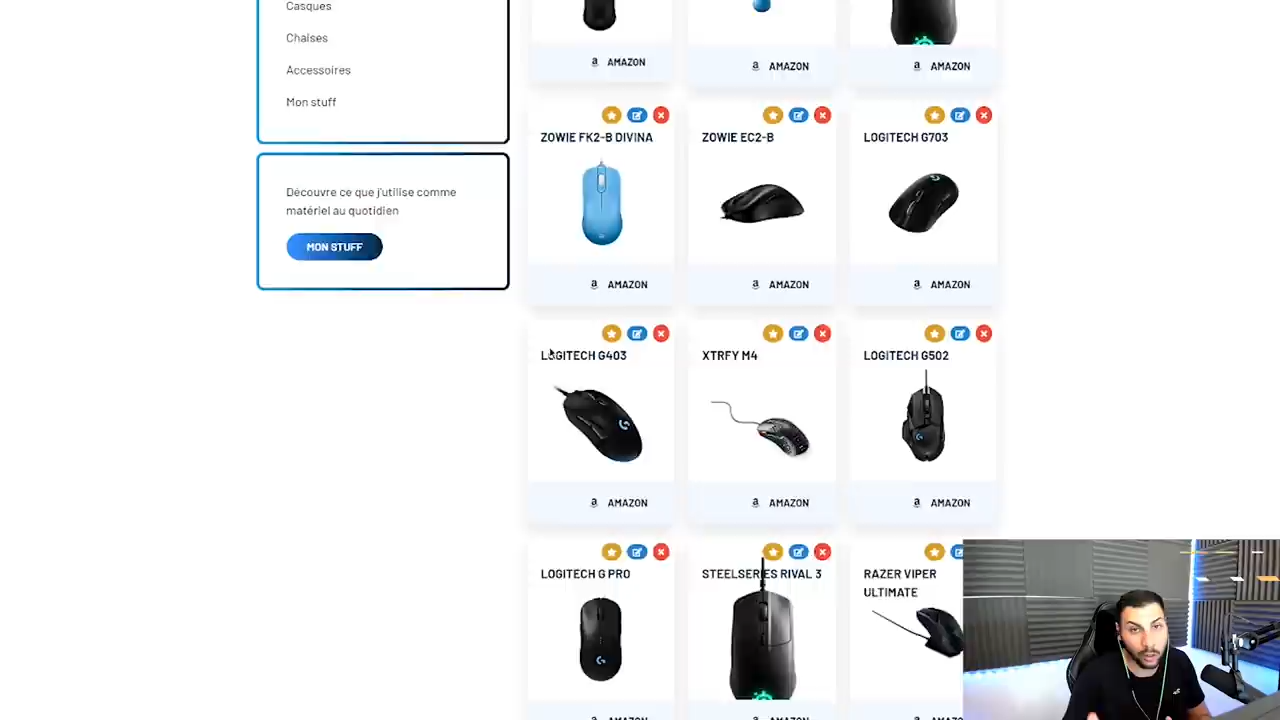 Casques
Chaises
Accessoires
Mon stuff
Découvre ce que j'utilise comme
matériel au quotidien
MON STUFF
AMAZON
AMAZON
AMAZON
ZOWIE FK2-B DIVINA
ZOWIE EC2-B
LOGITECH G703
AMAZON
AMAZON
AMAZON
LOGITECH G403
XTRFY M4
LOGITECH G502
AMAZON
AMAZON
AMAZON
LOGITECH G PRO
STEELSERIES RIVAL 3
RAZER VIPER
ULTIMATE
AMAZON
AMAZON